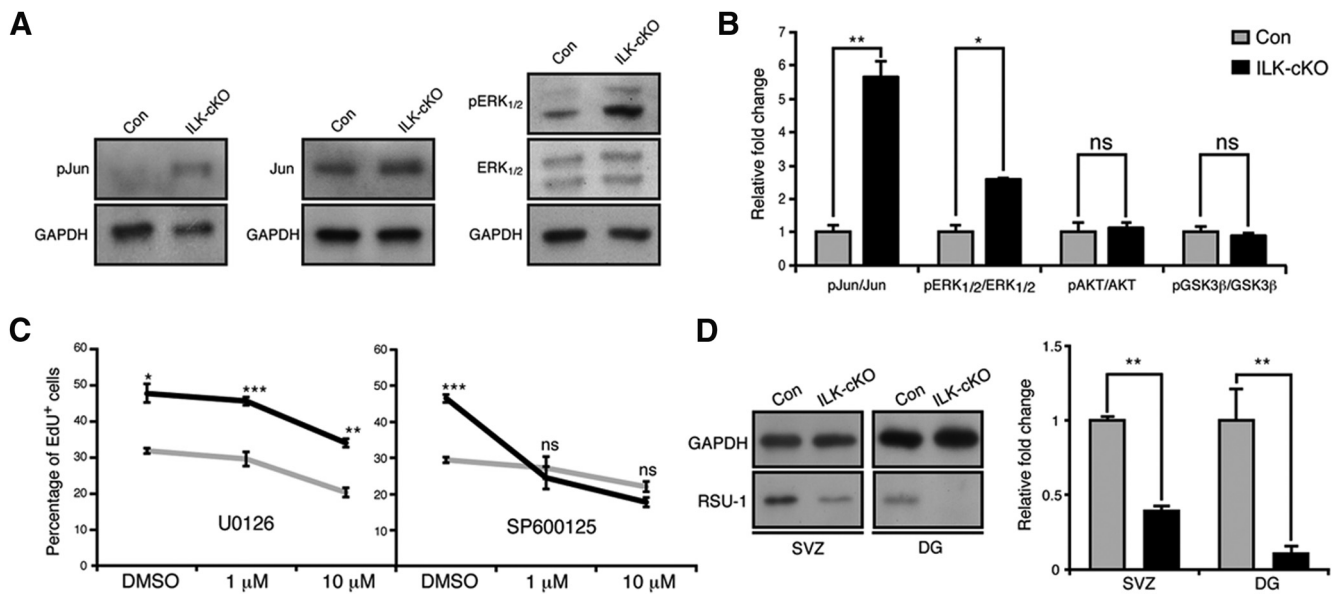 A
Con
ILK-cKO
pJun
GAPDH
Con
ILK-cKO
Jun
GAPDH
Con
ILK-cKO
pERK1/2
ERK1/2
GAPDH
B
Relative fold change
7
6
5
4
3
2
1
0
**
*
ns
ns
Con
ILK-cKO
pJun/Jun
pERK1/2/ERK1/2
pAKT/AKT
pGSK3β/GSK3β
C
Percentage of EdU+ cells
60
50
40
30
20
10
0
*
***
**
U0126
DMSO
1 μM
10 μM
60
50
40
30
20
10
0
***
ns
ns
SP600125
DMSO
1 μM
10 μM
D
Con
ILK-cKO
Con
ILK-cKO
GAPDH
RSU-1
SVZ
DG
Relative fold change
1.5
1
0.5
0
**
**
SVZ
DG